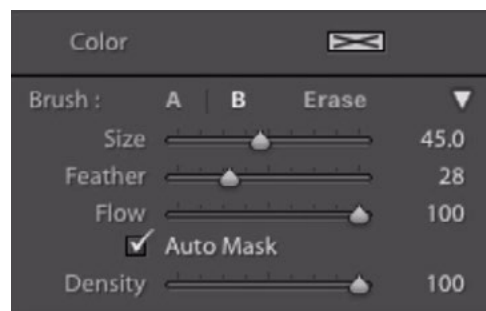 Color
Brush : A | B Erase
Size 45.0
Feather 28
Flow 100
Auto Mask
Density 100